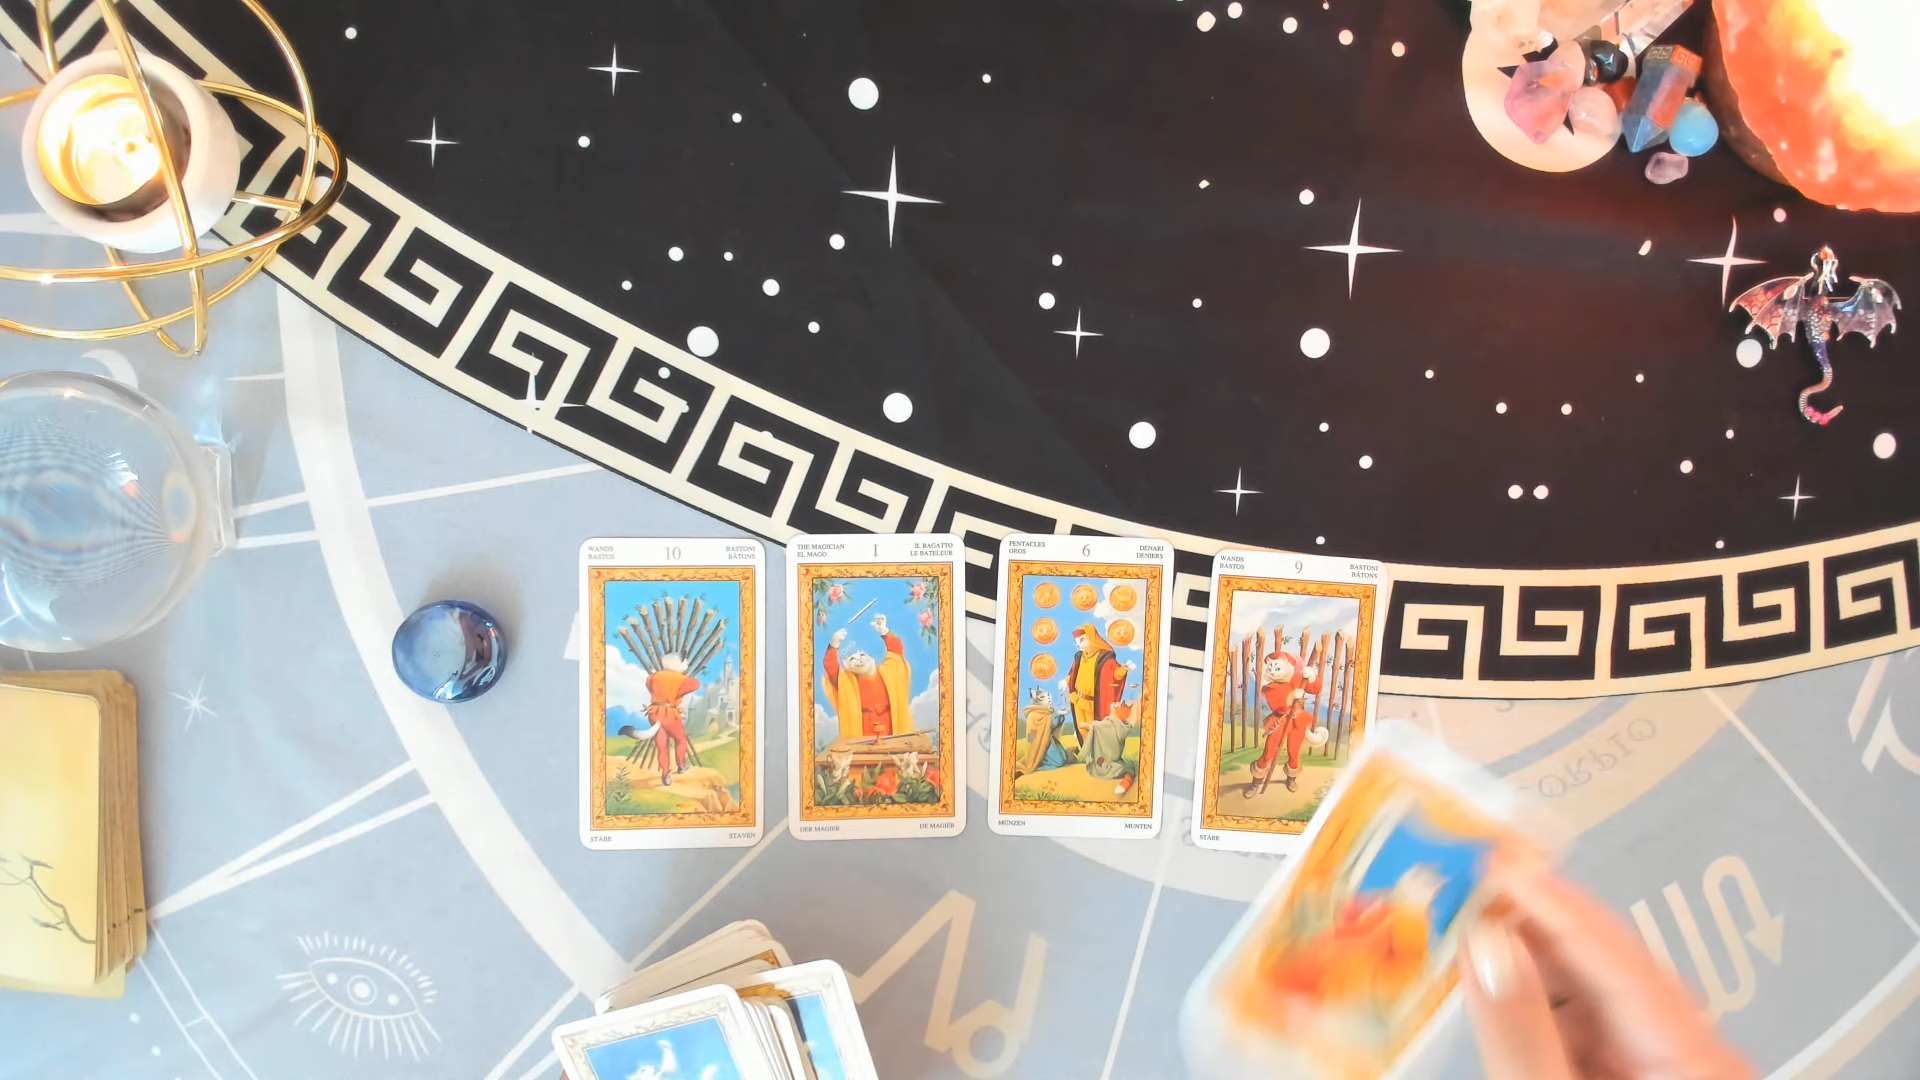 WANDS
BASTOS
10
BASTONI
BÂTONS
STÄBE
STAVEN
THE MAGICIAN
EL MAGO
I
IL BAGATTO
LE BATELEUR
DER MAGIER
DE MAGIËR
PENTACLES
OROS
6
DENARI
DENIERS
MÜNZEN
MUNTEN
WANDS
BASTOS
9
BASTONI
BÂTONS
STÄBE